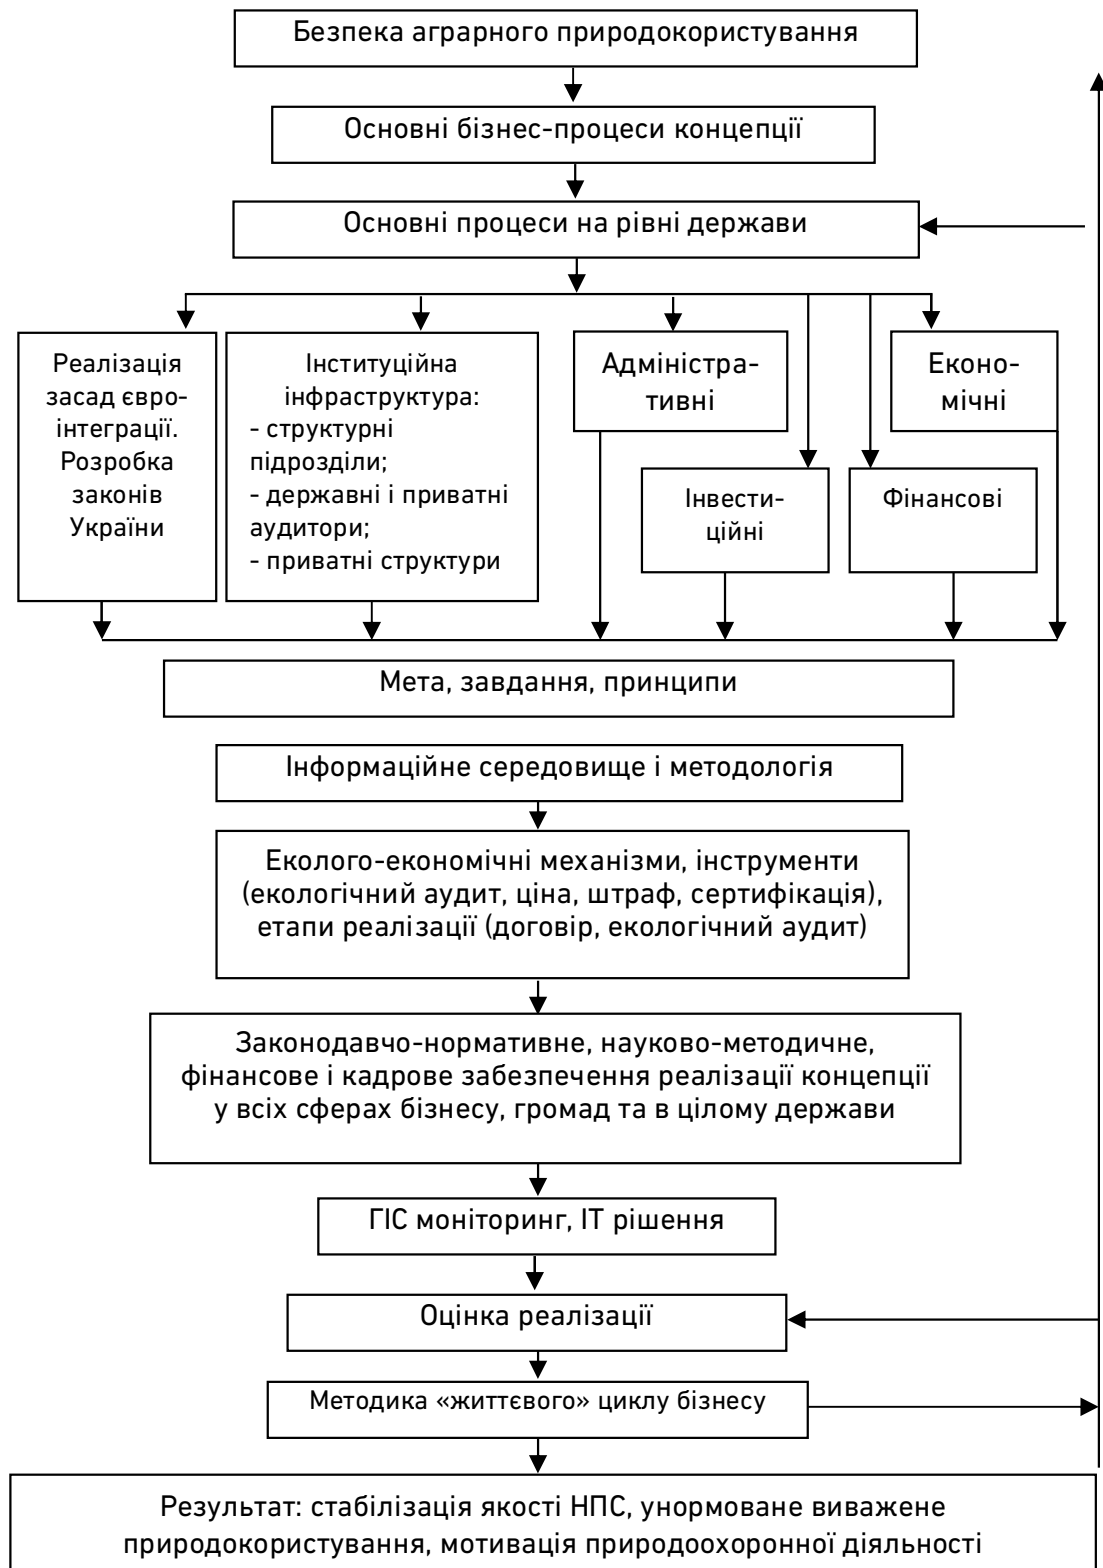 Безпека аграрного природокористування
Основні бізнес-процеси концепції
Основні процеси на рівні держави
Реалізація
засад євро-
інтеграції.
Розробка
законів
України
Інституційна
інфраструктура:
- структурні
підрозділи;
- державні і приватні
аудитори;
- приватні структури
Адміністра-
тивні
Еконо-
мічні
Інвести-
ційні
Фінансові
Мета, завдання, принципи
Інформаційне середовище і методологія
Еколого-економічні механізми, інструменти
(екологічний аудит, ціна, штраф, сертифікація),
етапи реалізації (договір, екологічний аудит)
Законодавчо-нормативне, науково-методичне,
фінансове і кадрове забезпечення реалізації концепції
у всіх сферах бізнесу, громад та в цілому держави
ГІС моніторинг, ІТ рішення
Оцінка реалізації
Методика «життєвого» циклу бізнесу
Результат: стабілізація якості НПС, унормоване виважене
природокористування, мотивація природоохоронної діяльності